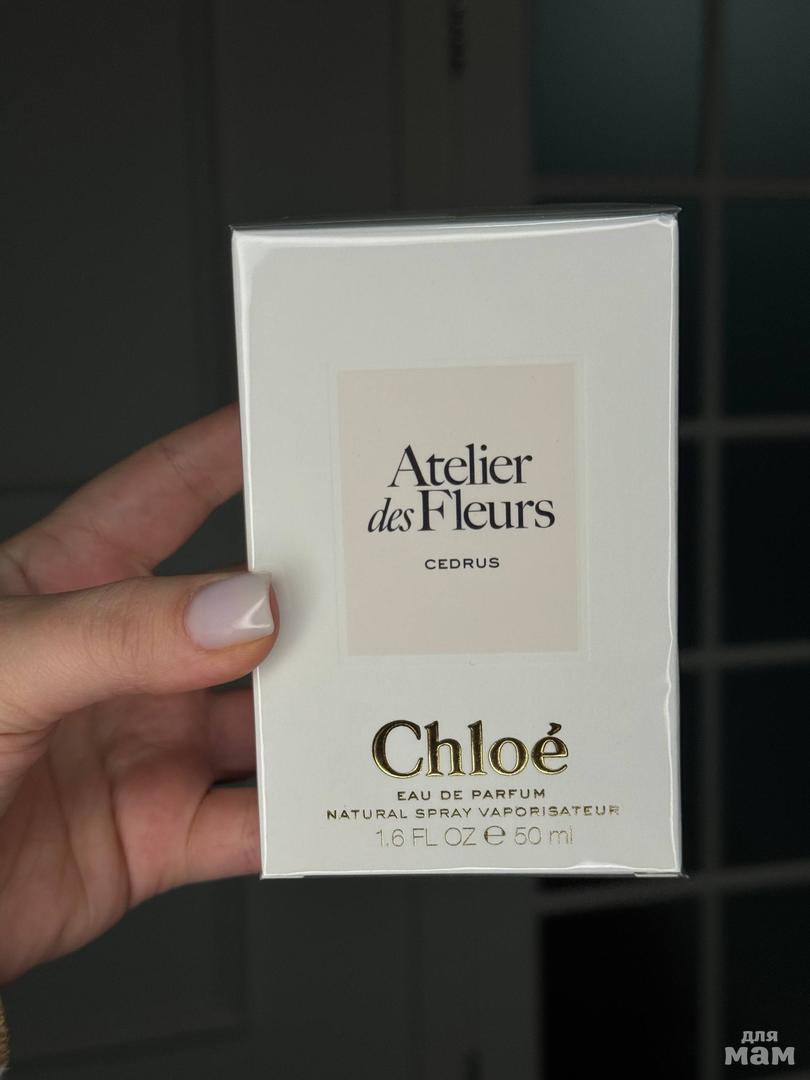 Atelier
des Fleurs
CEDRUS
Chloé
EAU DE PARFUM
NATURAL SPRAY VAPORISATEUR
1.6 FL OZ ℮ 50 ml
для
мам